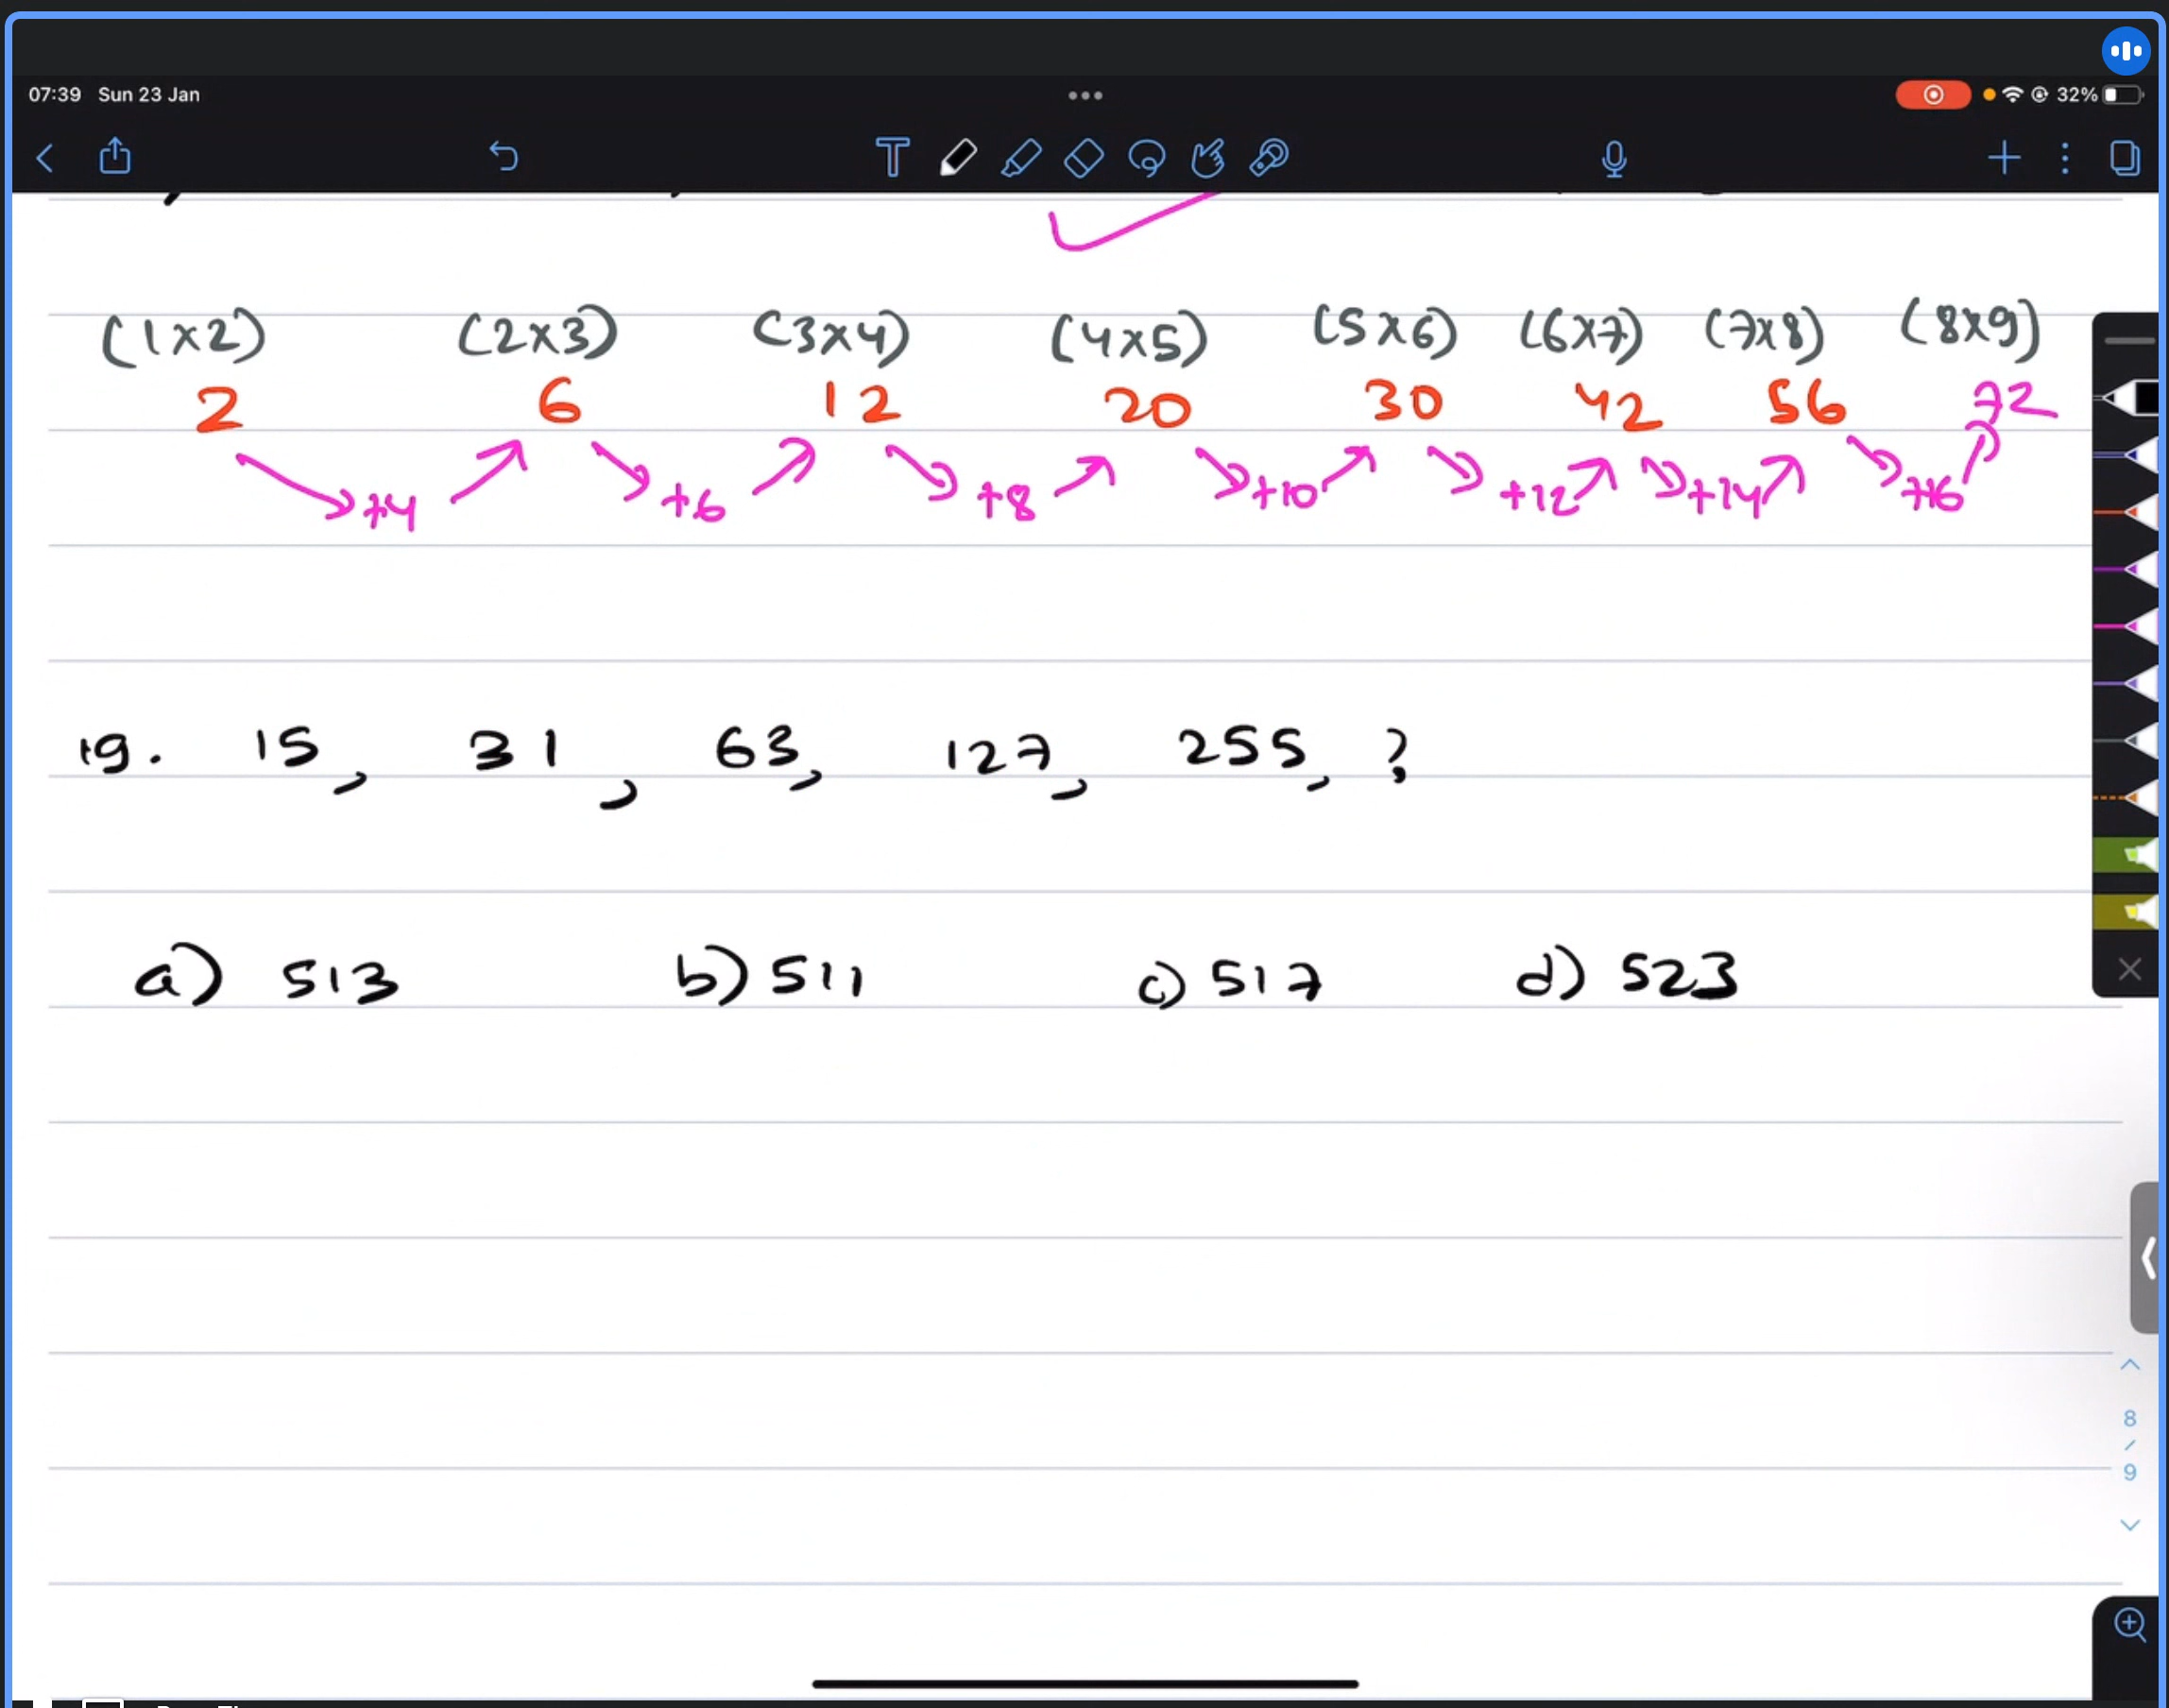 07:39 Sun 23 Jan 32%
(1x2) (2x3) (3x4) (4x5) (5x6) (6x7) (7x8) (8x9)
2 6 12 20 30 42 56 72
+4 +6 +8 +10 +12 +14 +16
19. 15, 31, 63, 127, 255, ?
a) 513 b) 511 c) 517 d) 523
8
/
9